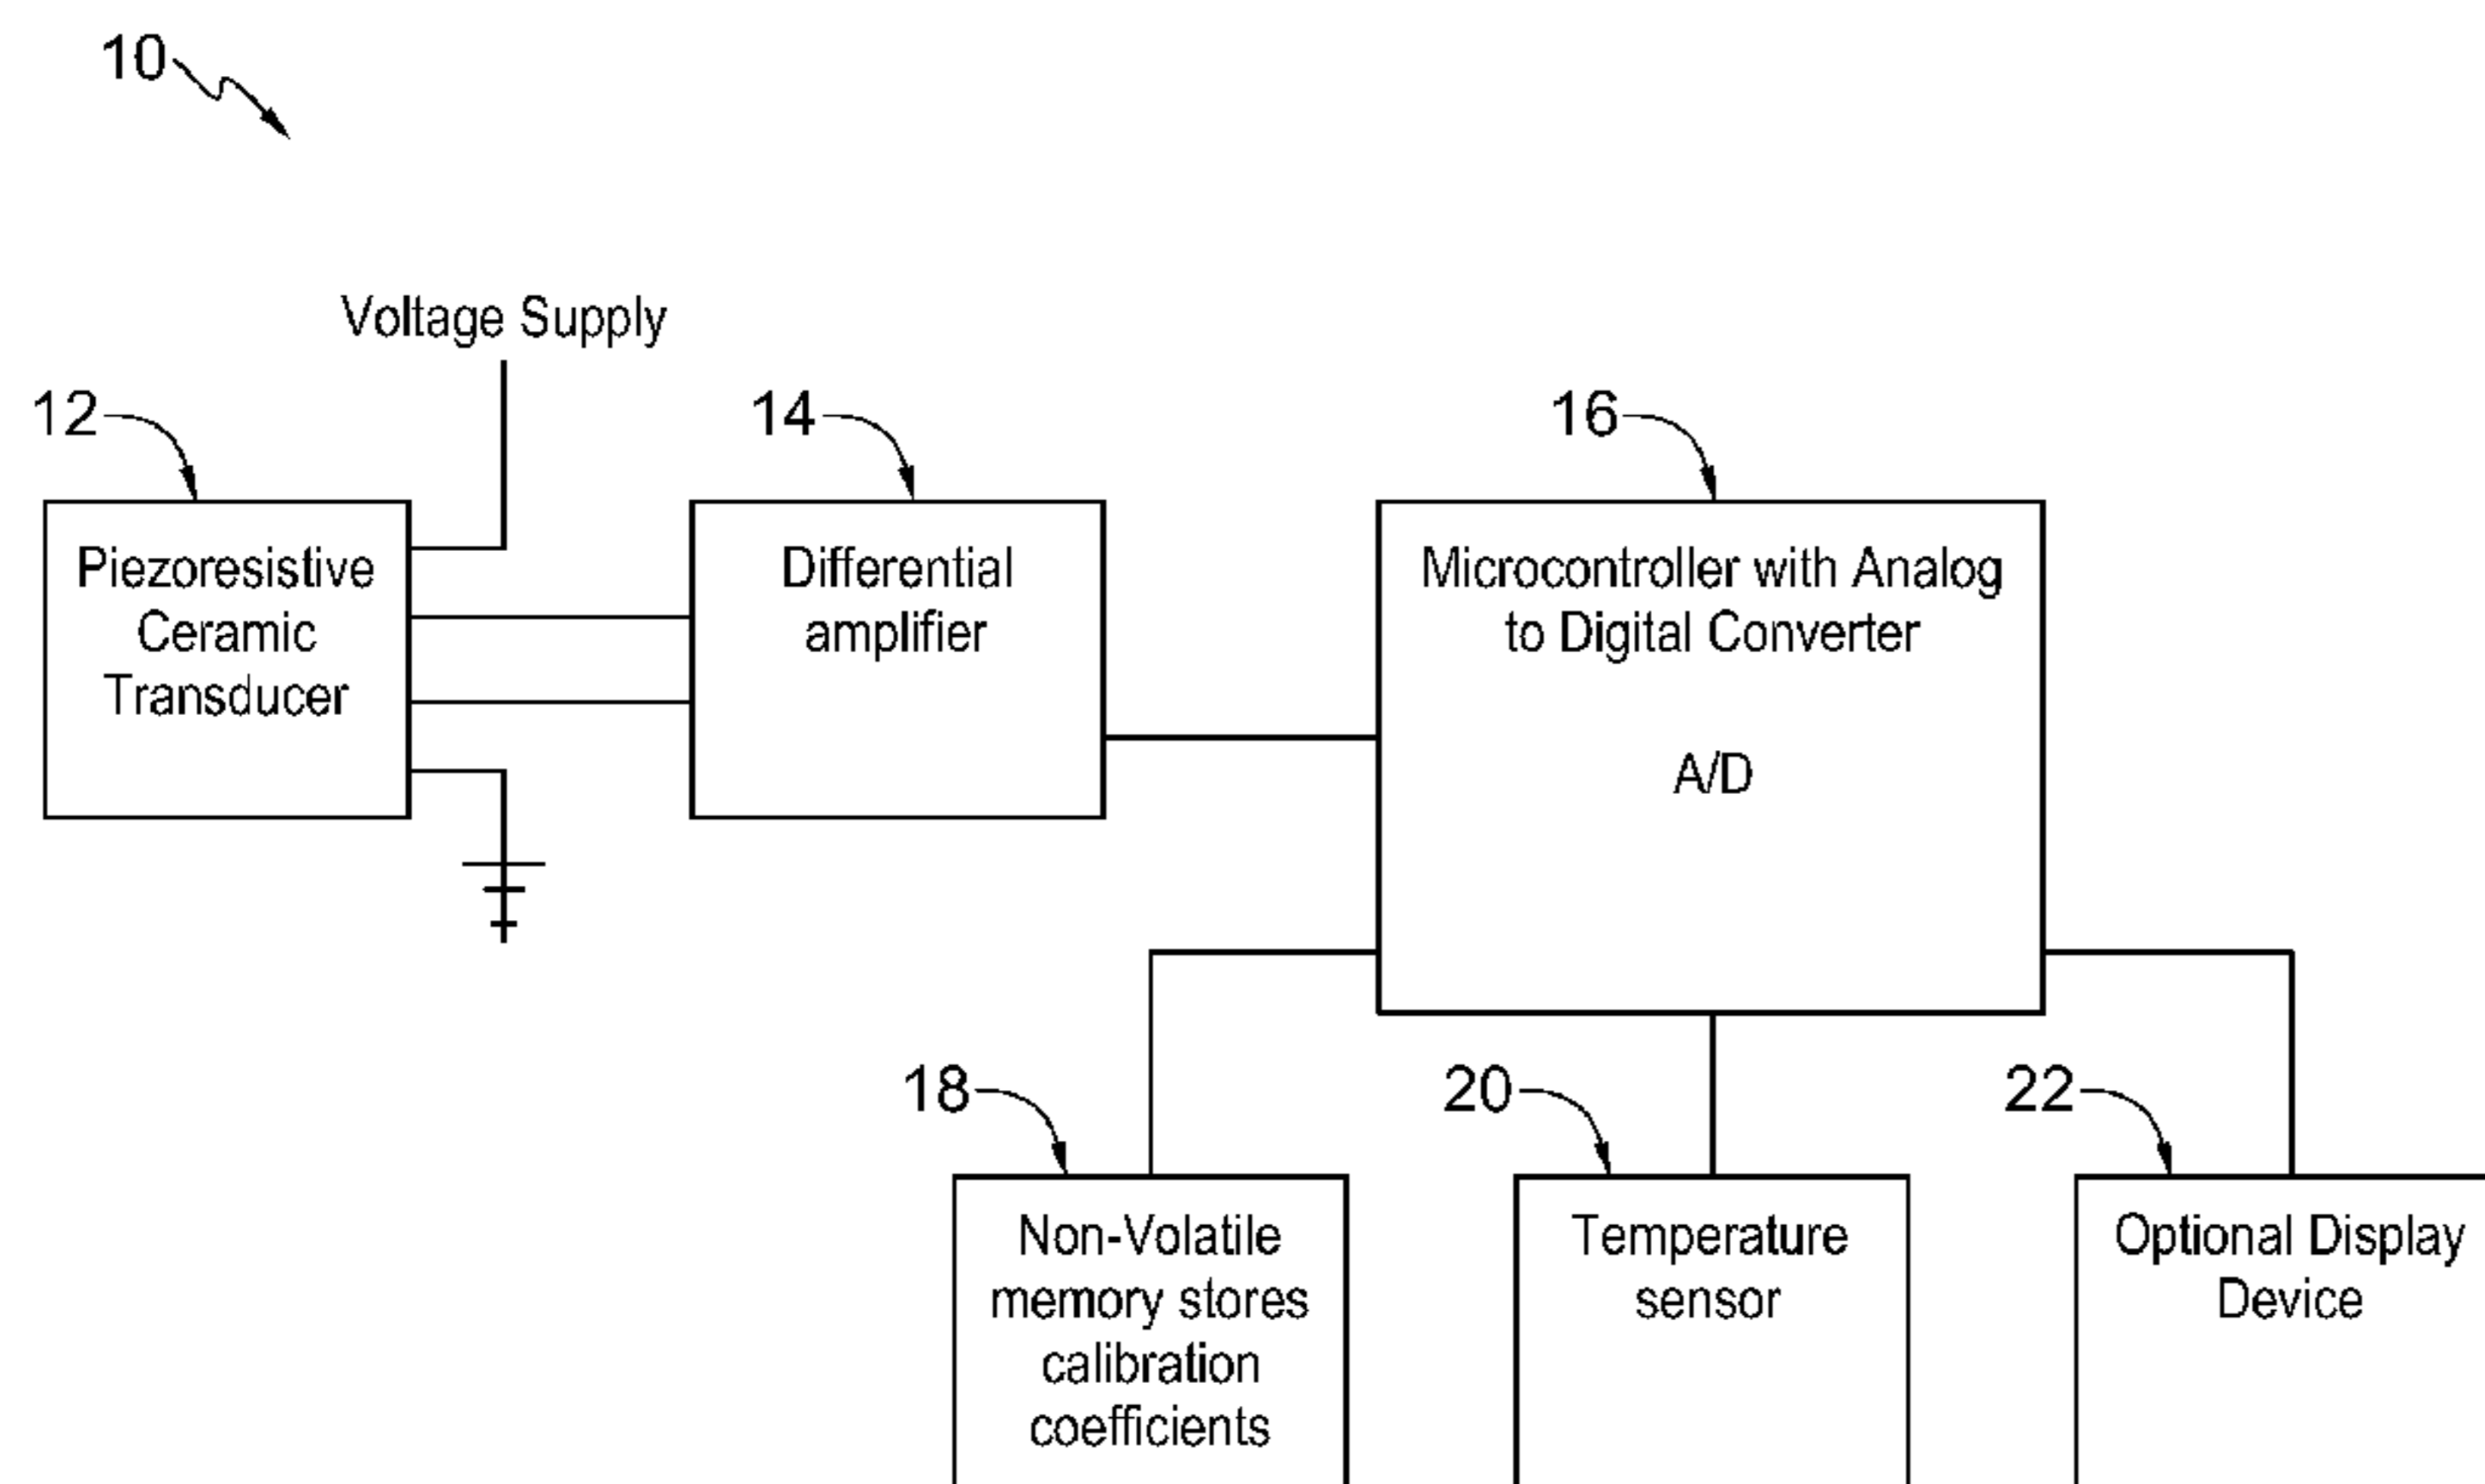 10
Voltage Supply
12
14
16
Piezoresistive
Ceramic
Transducer
Differential
amplifier
Microcontroller with Analog
to Digital Converter
A/D
18
20
22
Non-Volatile
memory stores
calibration
coefficients
Temperature
sensor
Optional Display
Device